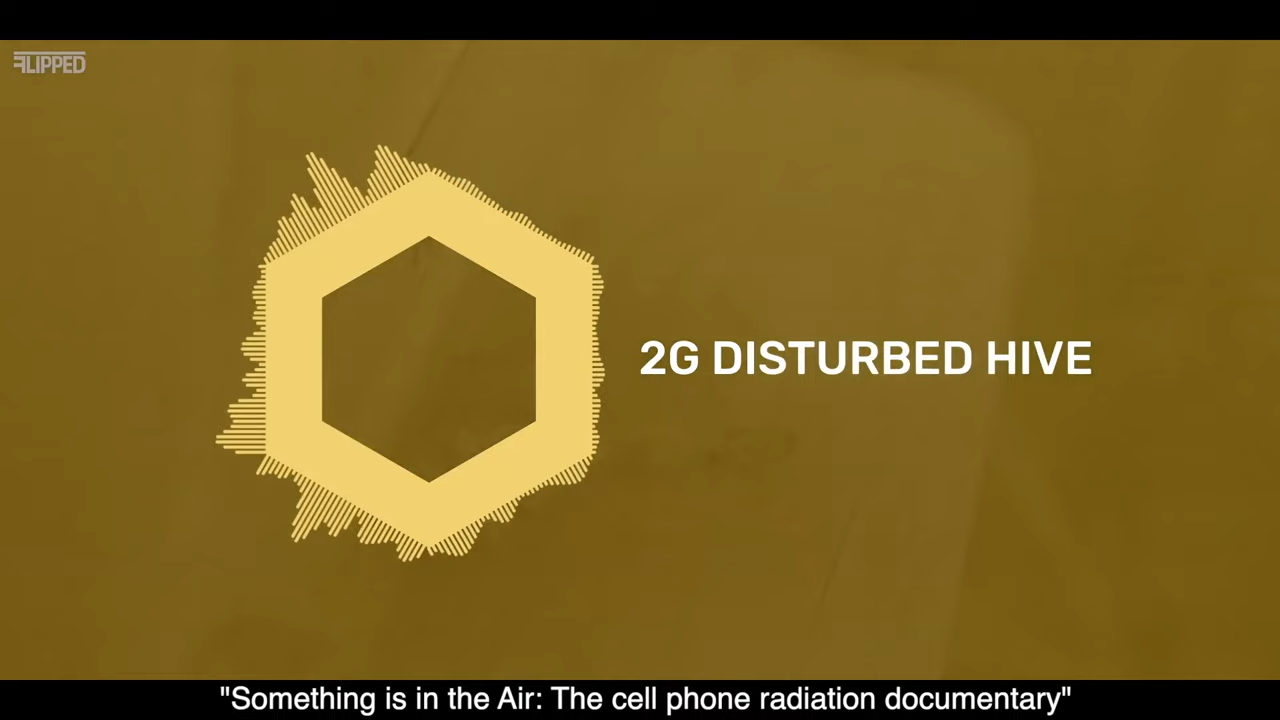 FLIPPED
2G DISTURBED HIVE
"Something is in the Air: The cell phone radiation documentary"